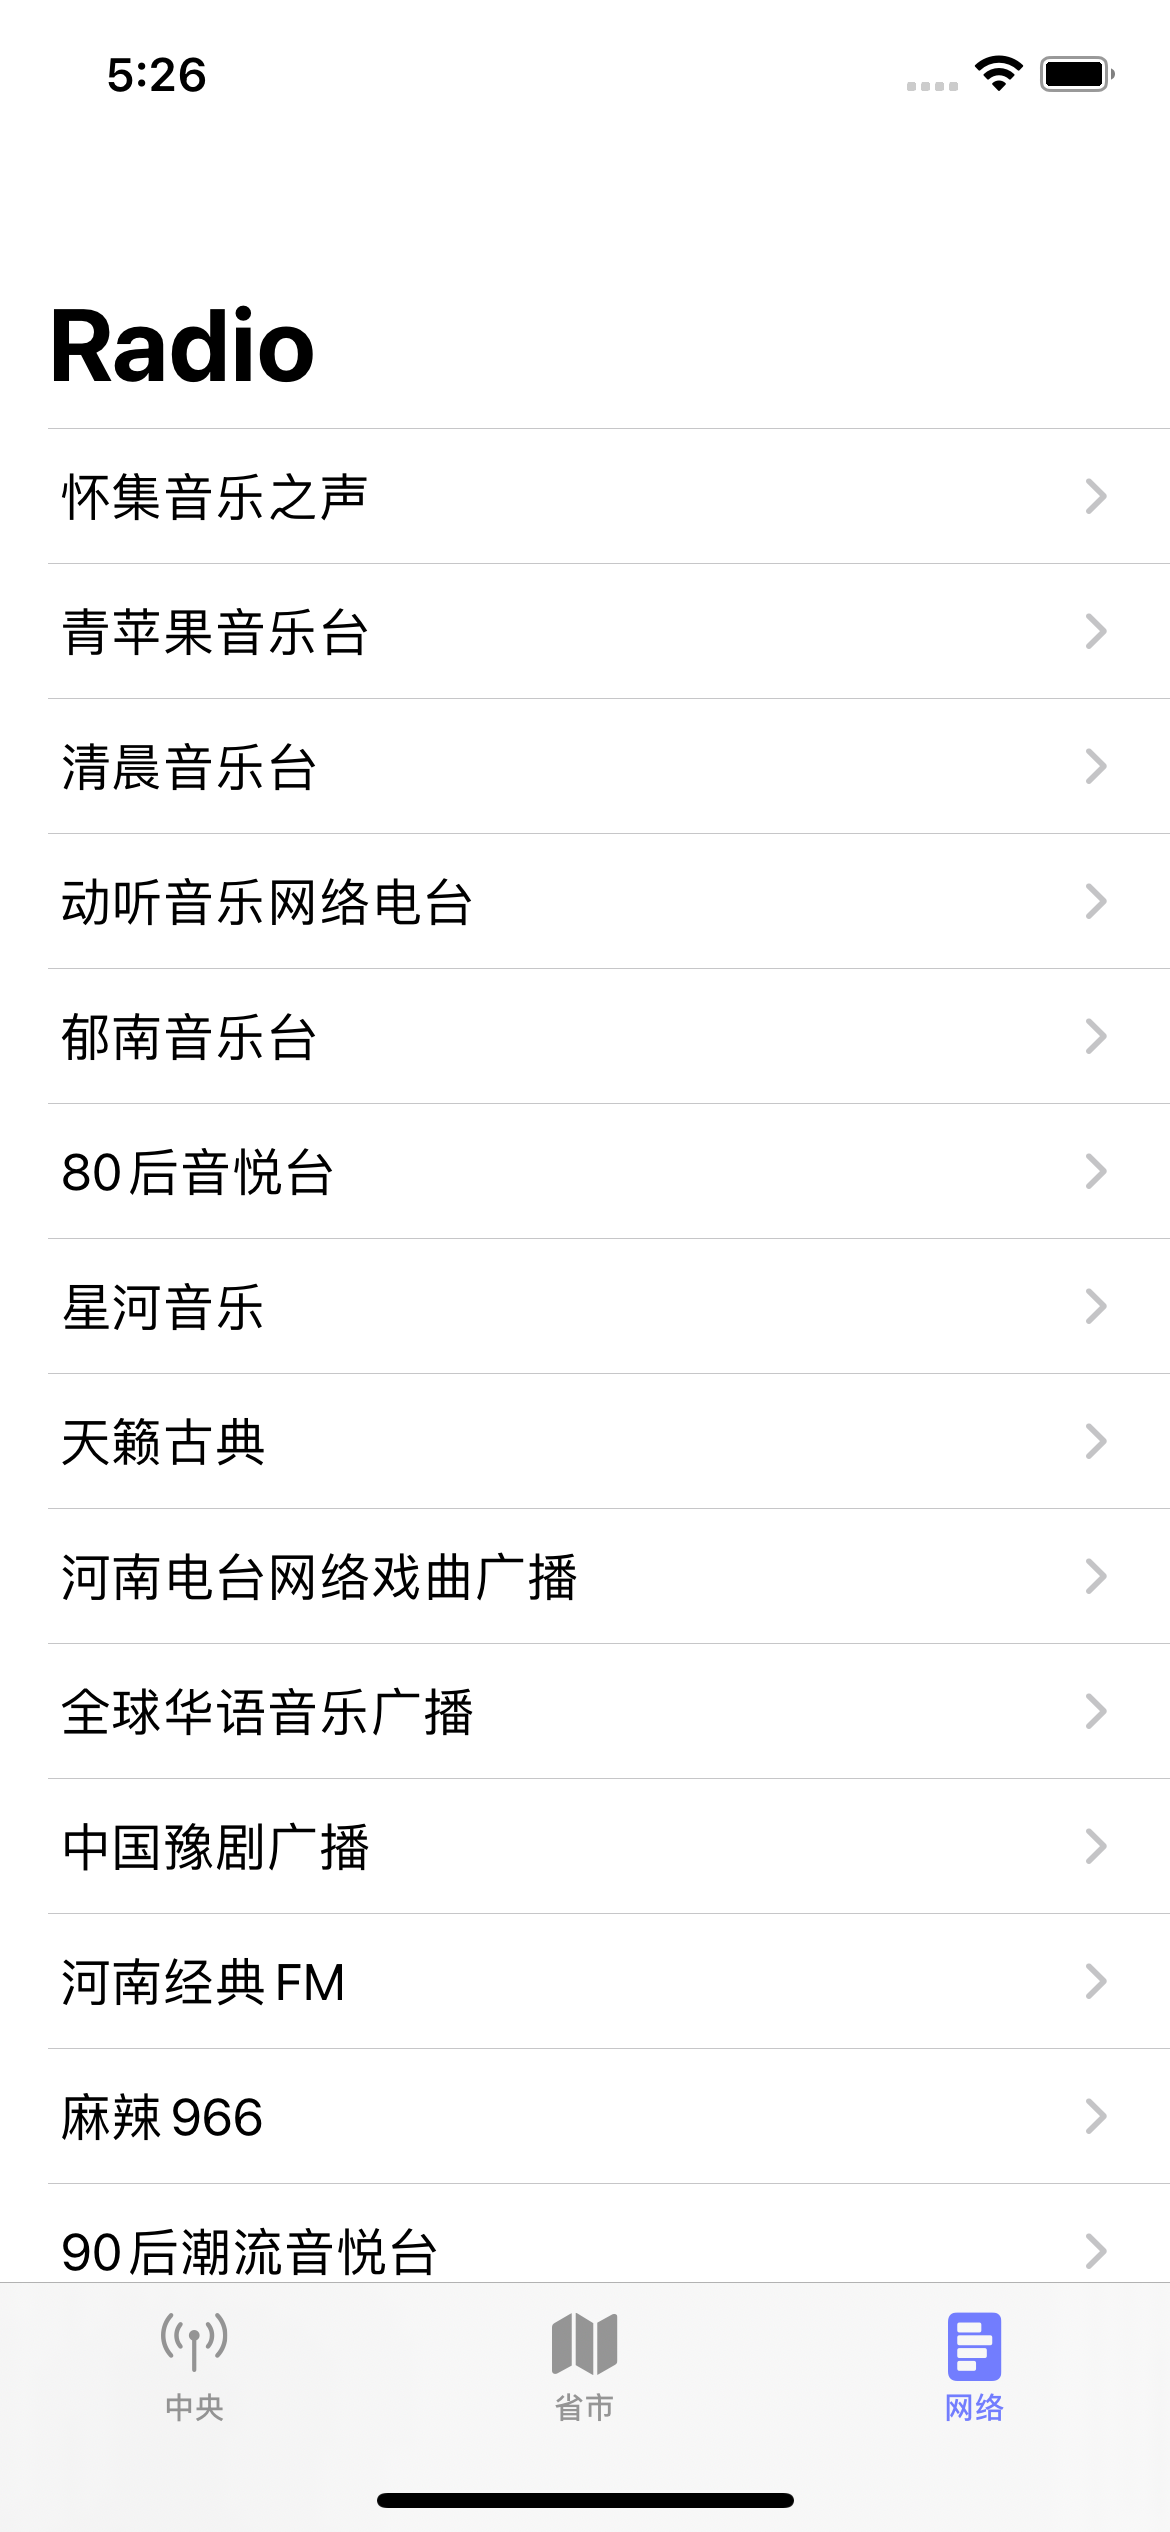 5:26
Radio
怀集音乐之声
青苹果音乐台
清晨音乐台
动听音乐网络电台
郁南音乐台
80后音悦台
星河音乐
天籁古典
河南电台网络戏曲广播
全球华语音乐广播
中国豫剧广播
河南经典FM
麻辣966
90后潮流音悦台
中央
省市
网络